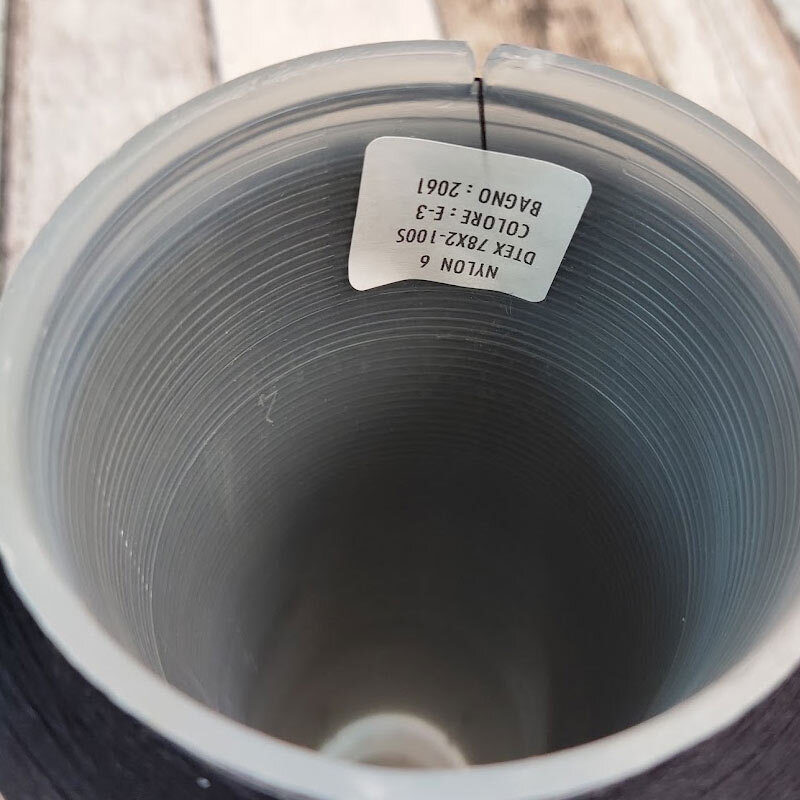 NYLON 6
DTEX 78X2-100S
COLORE : E-3
BAGNO : 2061